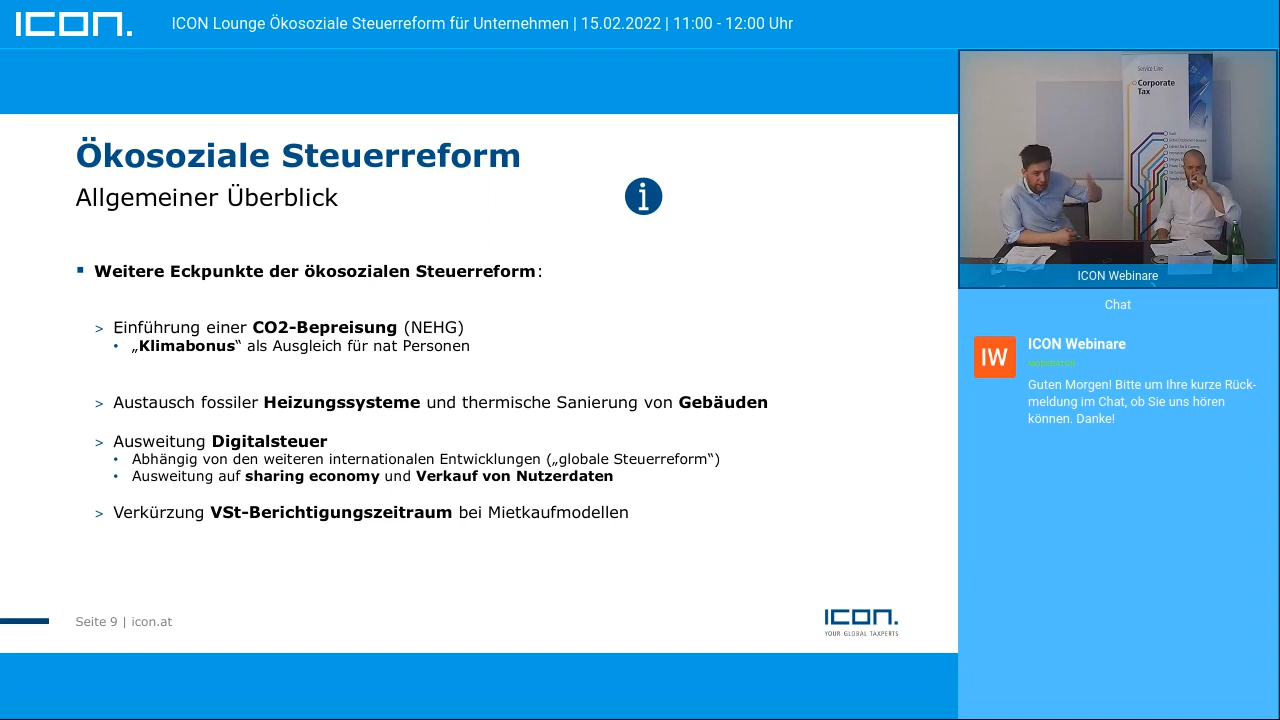 ICON.
ICON Lounge Ökosoziale Steuerreform für Unternehmen | 15.02.2022 | 11:00 - 12:00 Uhr
Ökosoziale Steuerreform
Allgemeiner Überblick
i
Weitere Eckpunkte der ökosozialen Steuerreform:
> Einführung einer CO2-Bepreisung (NEHG)
• „Klimabonus“ als Ausgleich für nat Personen
> Austausch fossiler Heizungssysteme und thermische Sanierung von Gebäuden
> Ausweitung Digitalsteuer
• Abhängig von den weiteren internationalen Entwicklungen („globale Steuerreform“)
• Ausweitung auf sharing economy und Verkauf von Nutzerdaten
> Verkürzung VSt-Berichtigungszeitraum bei Mietkaufmodellen
Seite 9 | icon.at
ICON.
YOUR GLOBAL TAXPERTS
Service Line
Corporate
Tax
ICON Webinare
Chat
IW
ICON Webinare
MODERATOR
Guten Morgen! Bitte um Ihre kurze Rück-
meldung im Chat, ob Sie uns hören
können. Danke!